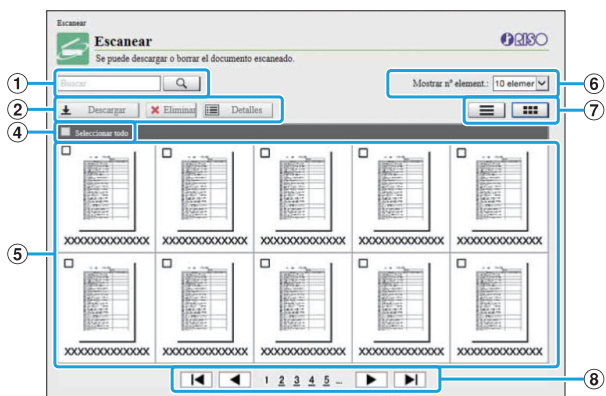 Escanear
Escanear
RISO
Se puede descargar o borrar el documento escaneado.
1
Buscar
Mostrar nº element.: 10 elemer
6
2
Descargar
Eliminar
Detalles
7
4
Seleccionar todo
5
XXXXXXXXXXXXX XXXXXXXXXXXXX XXXXXXXXXXXXX XXXXXXXXXXXXX XXXXXXXXXXXXX
XXXXXXXXXXXXX XXXXXXXXXXXXX XXXXXXXXXXXXX XXXXXXXXXXXXX XXXXXXXXXXXXX
1 2 3 4 5 ...
8